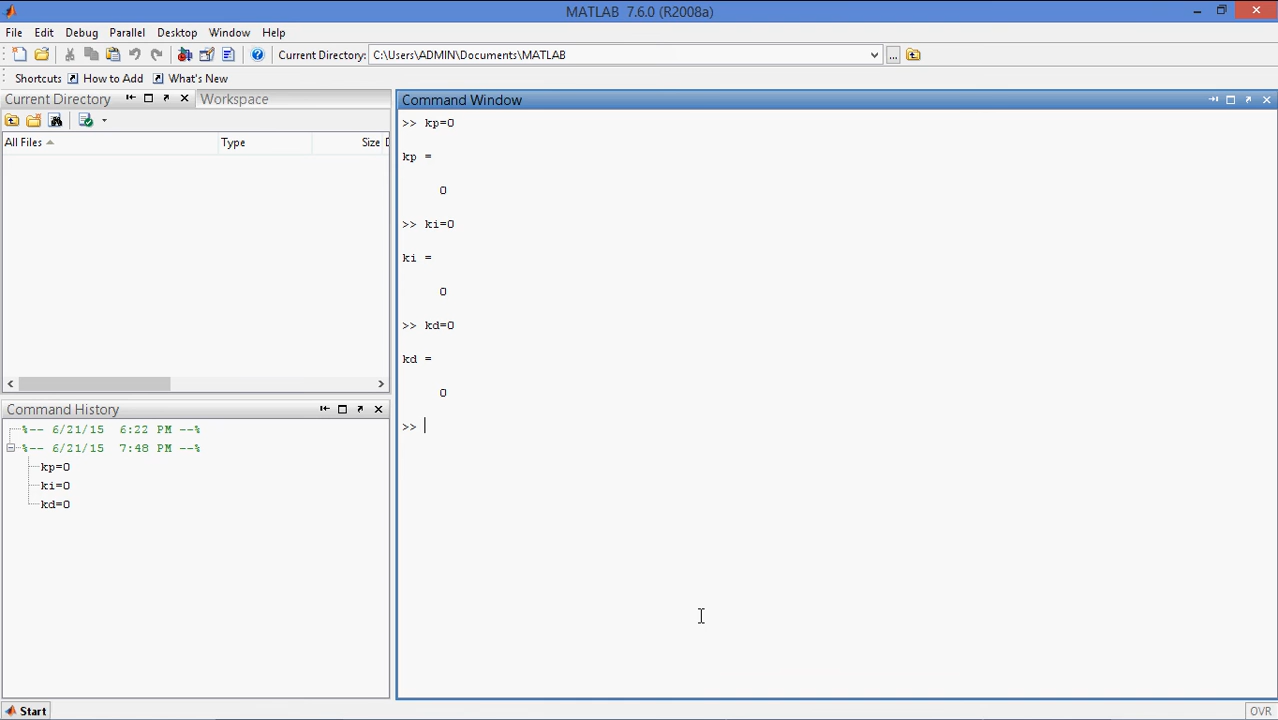 MATLAB 7.6.0 (R2008a)
File Edit Debug Parallel Desktop Window Help
Current Directory: C:\Users\ADMIN\Documents\MATLAB ...
Shortcuts How to Add What's New
Current Directory Workspace
All Files Type Size D
Command History
%-- 6/21/15 6:22 PM --%
%-- 6/21/15 7:48 PM --%
kp=0
ki=0
kd=0
Command Window
>> kp=0
kp =
0
>> ki=0
ki =
0
>> kd=0
kd =
0
>>
Start
OVR